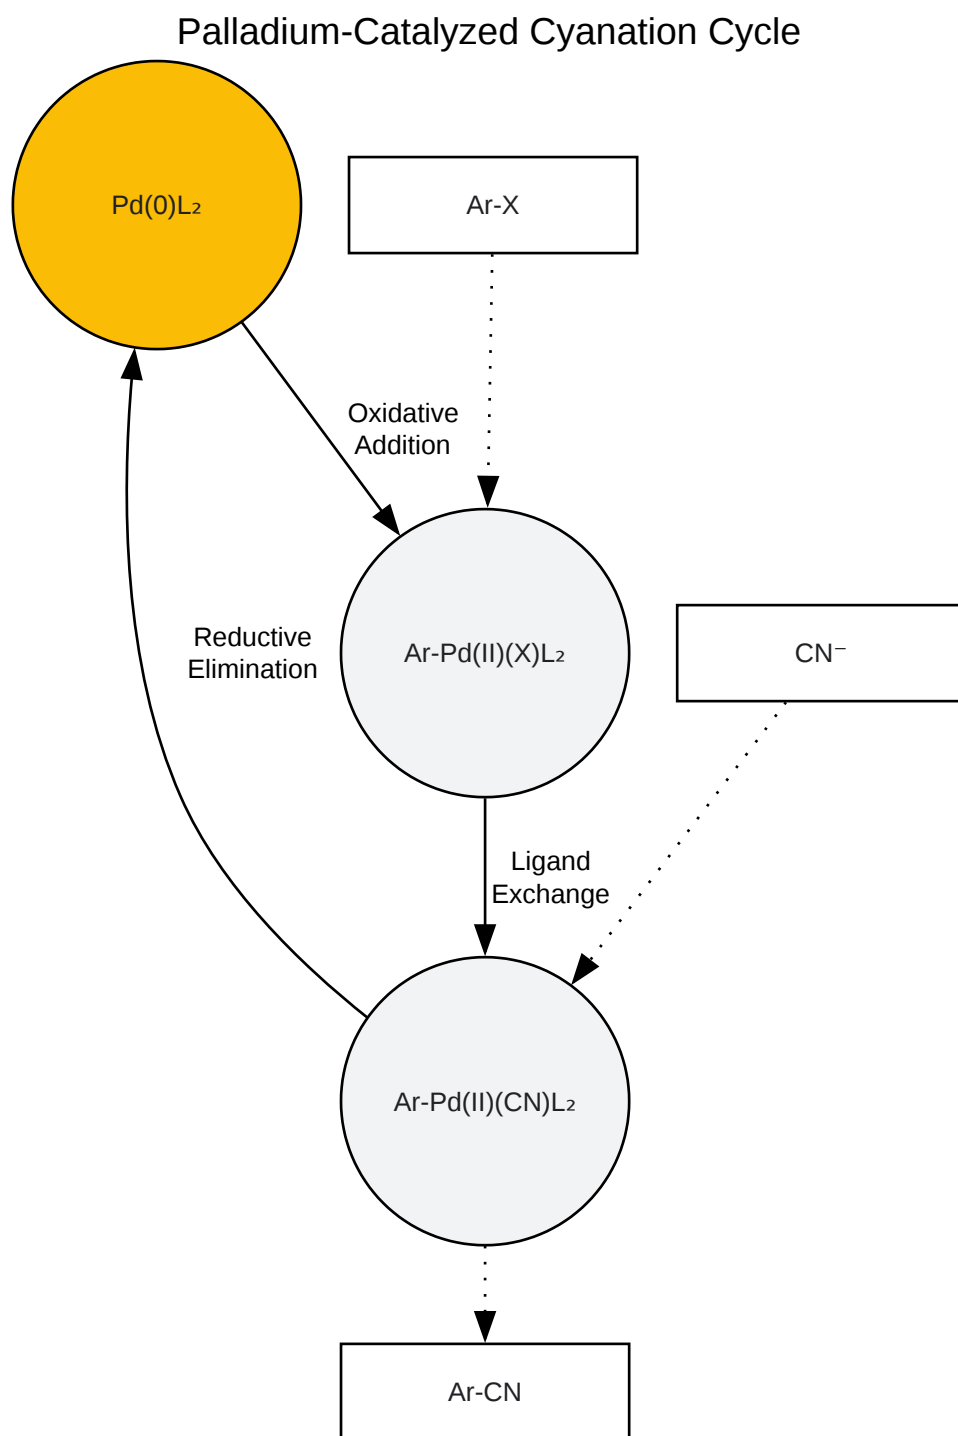 Palladium-Catalyzed Cyanation Cycle
Pd(0)L₂
Ar-X
Oxidative
Addition
Reductive
Elimination
Ar-Pd(II)(X)L₂
CN⁻
Ligand
Exchange
Ar-Pd(II)(CN)L₂
Ar-CN